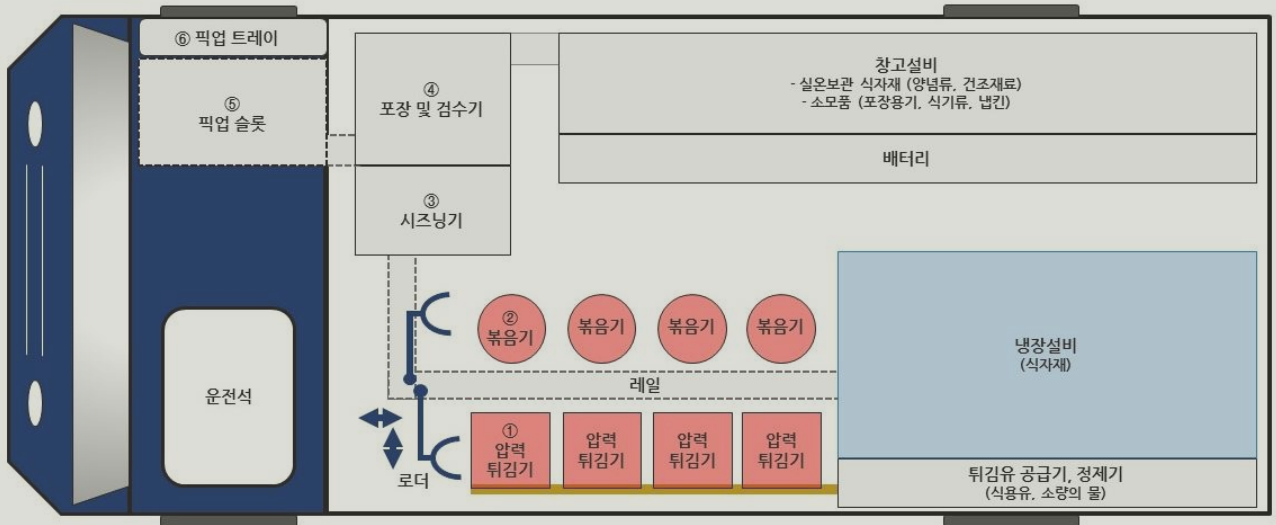 ⑥ 픽업 트레이
⑤
픽업 슬롯
④
포장 및 검수기
③
시즈닝기
창고설비
- 실온보관 식자재 (양념류, 건조재료)
- 소모품 (포장용기, 식기류, 냅킨)
배터리
②
볶음기
볶음기
볶음기
볶음기
레일
냉장설비
(식자재)
운전석
로더
①
압력
튀김기
압력
튀김기
압력
튀김기
압력
튀김기
튀김유 공급기, 정제기
(식용유, 소량의 물)